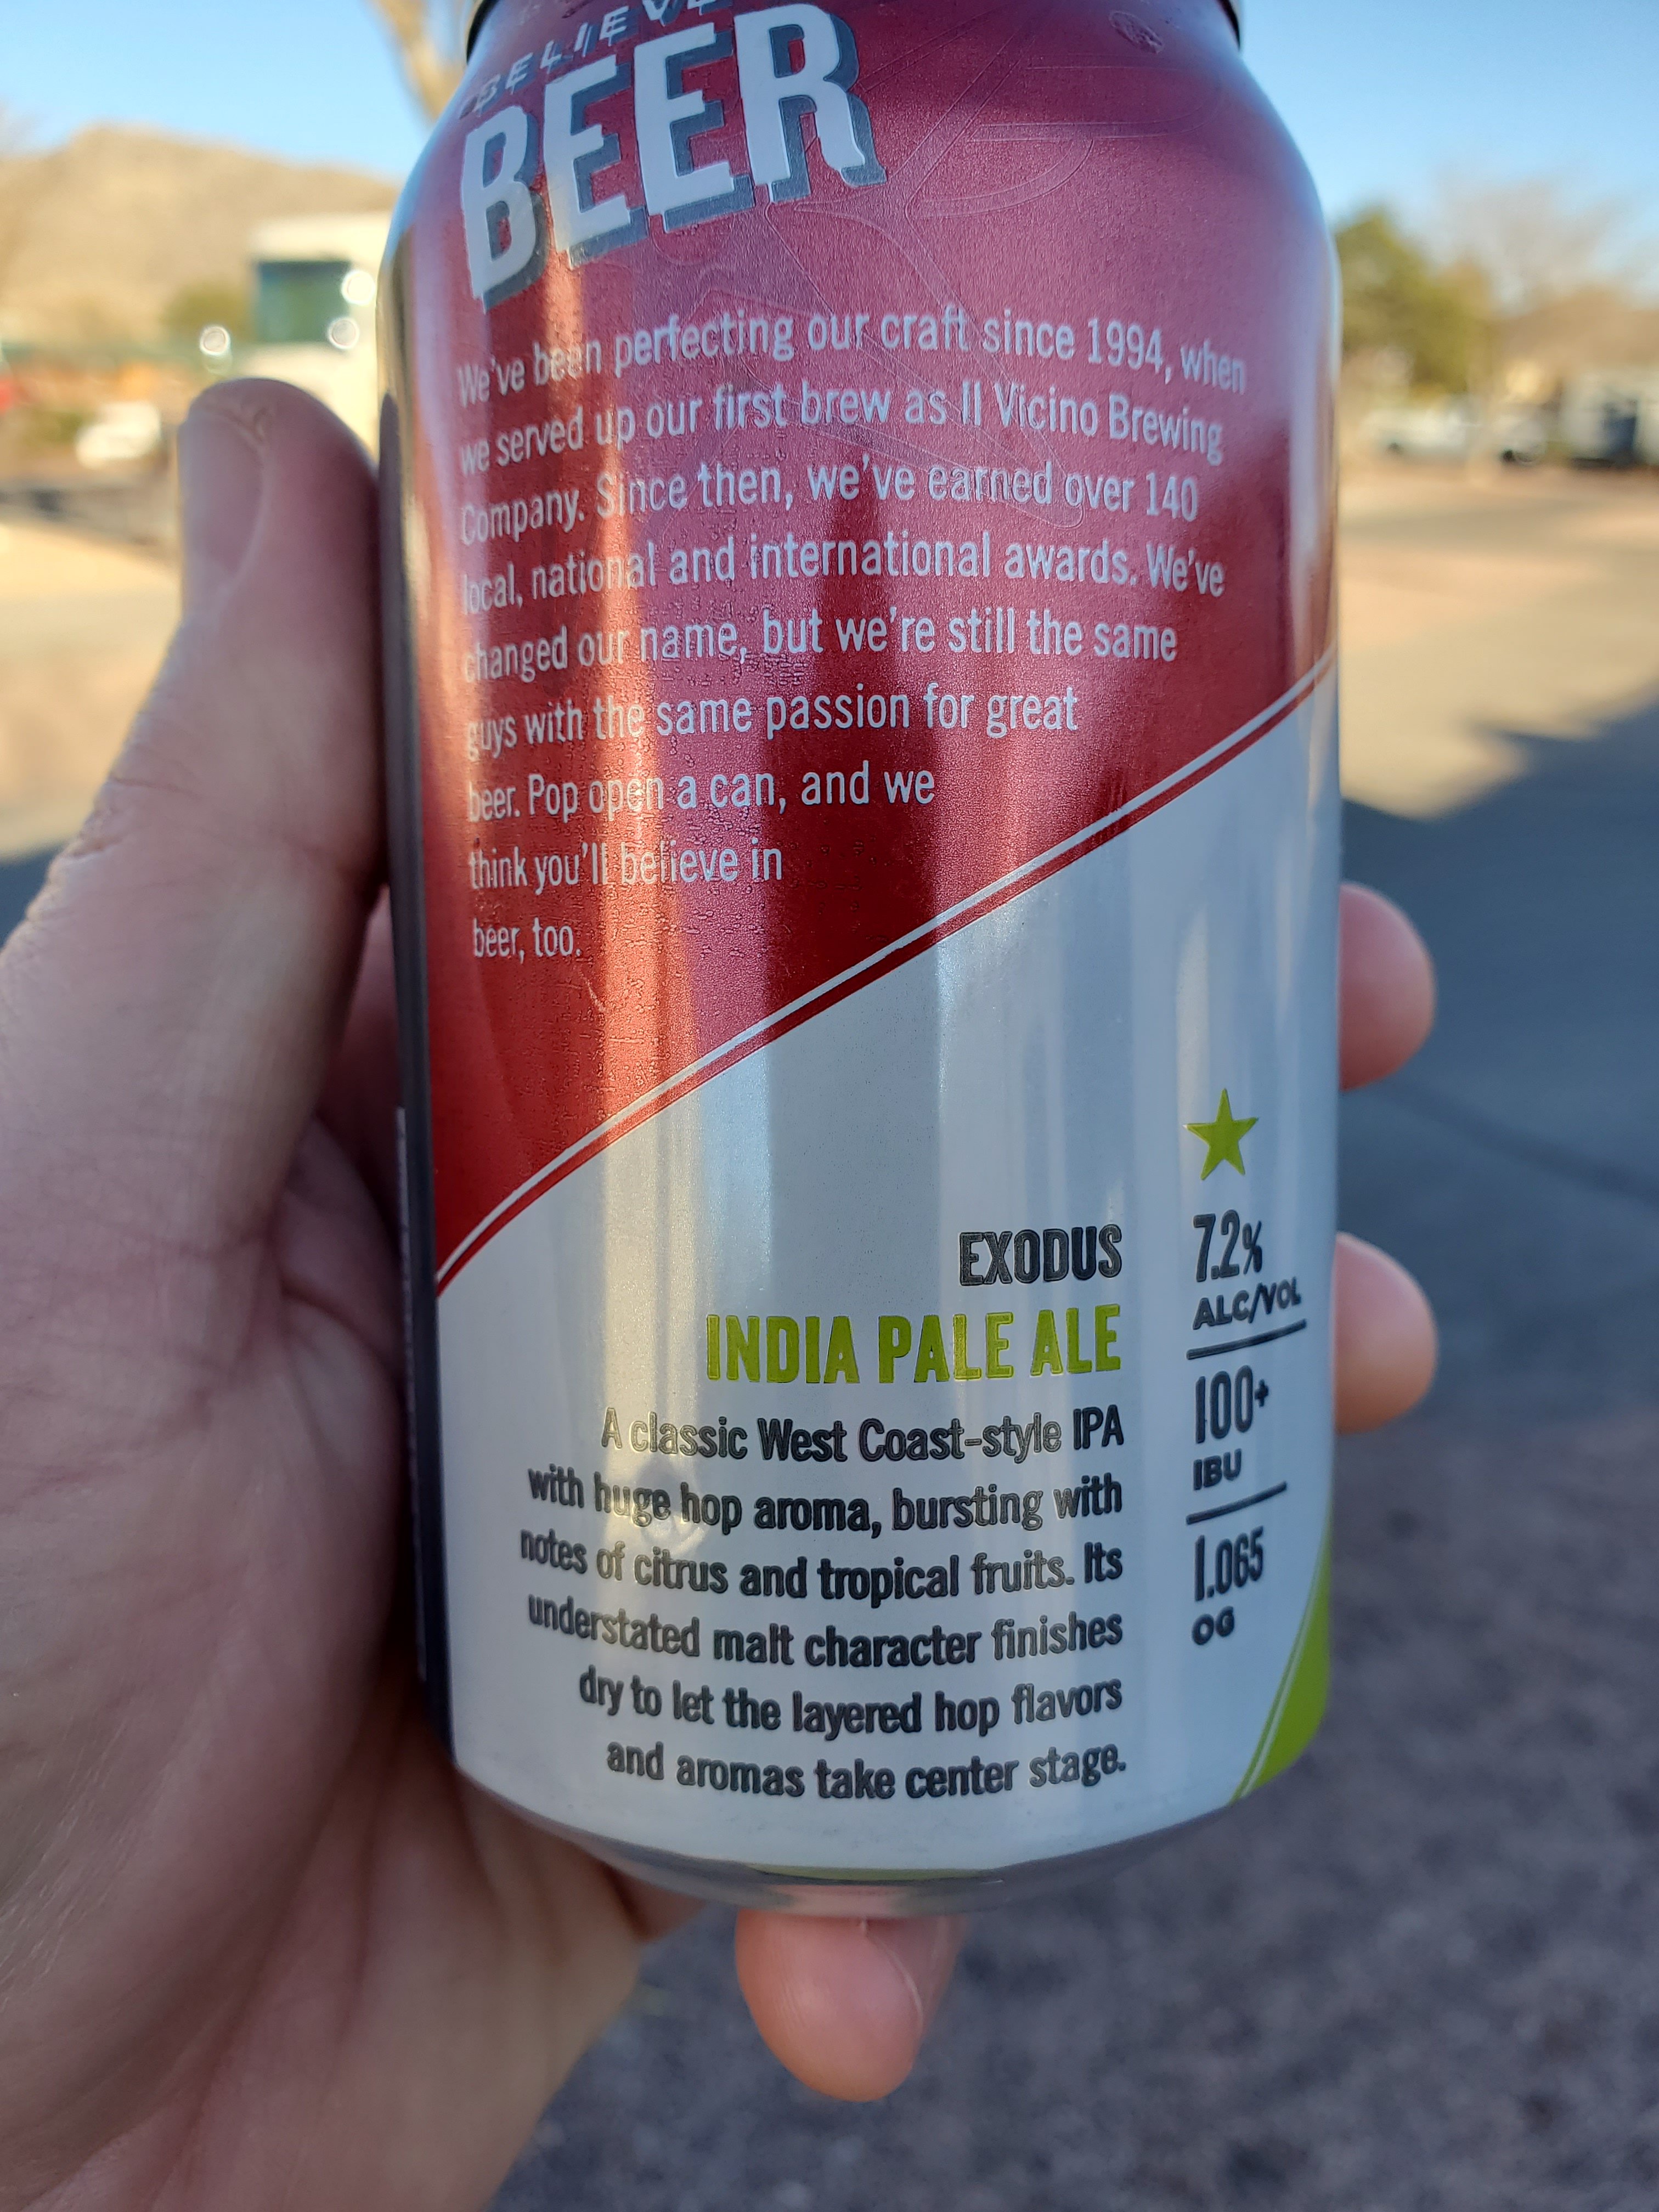 BELIEVE
BEER
We've been perfecting our craft since 1994, when
we served up our first brew as Il Vicino Brewing
Company. Since then, we've earned over 140
local, national and international awards. We've
changed our name, but we're still the same
guys with the same passion for great
beer. Pop open a can, and we
think you'll believe in
beer, too.
EXODUS
INDIA PALE ALE
A classic West Coast-style IPA
with huge hop aroma, bursting with
notes of citrus and tropical fruits. Its
understated malt character finishes
dry to let the layered hop flavors
and aromas take center stage.
7.2%
ALC/VOL
100+
IBU
1.065
OG